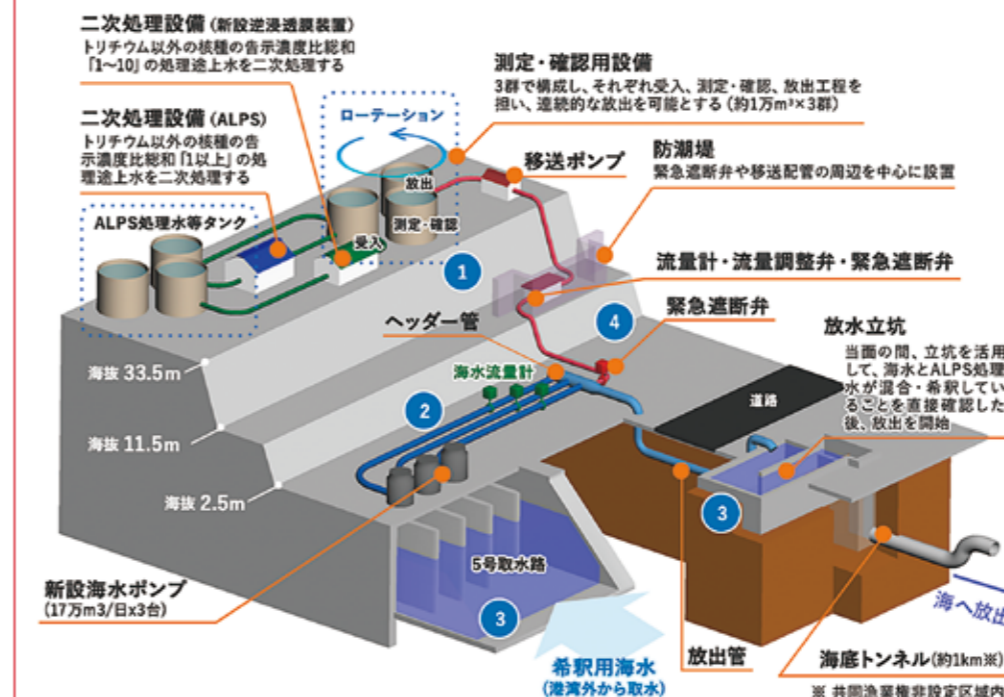 二次処理設備(新設逆浸透膜装置)
トリチウム以外の核種の告示濃度比総和
「1~10」の処理途上水を二次処理する
二次処理設備(ALPS)
トリチウム以外の核種の告
示濃度比総和「1以上」の処
理途上水を二次処理する
ALPS処理水等タンク
ローテーション
放出
測定・確認
受入
測定・確認用設備
3群で構成し、それぞれ受入、測定・確認、放出工程を
担い、連続的な放出を可能とする(約1万m³×3群)
移送ポンプ
防潮堤
緊急遮断弁や移送配管の周辺を中心に設置
流量計・流量調整弁・緊急遮断弁
緊急遮断弁
ヘッダー管
海水流量計
放水立坑
当面の間、立坑を活用
して、海水とALPS処理
水が混合・希釈してい
ることを直接確認した
後、放出を開始
道路
海抜 33.5m
海抜 11.5m
海抜 2.5m
1
2
3
4
3
5号取水路
新設海水ポンプ
(17万m3/日x3台)
希釈用海水
(港湾外から取水)
放出管
海底トンネル(約1km※)
海へ放出
※ 共同漁業権非設定区域内